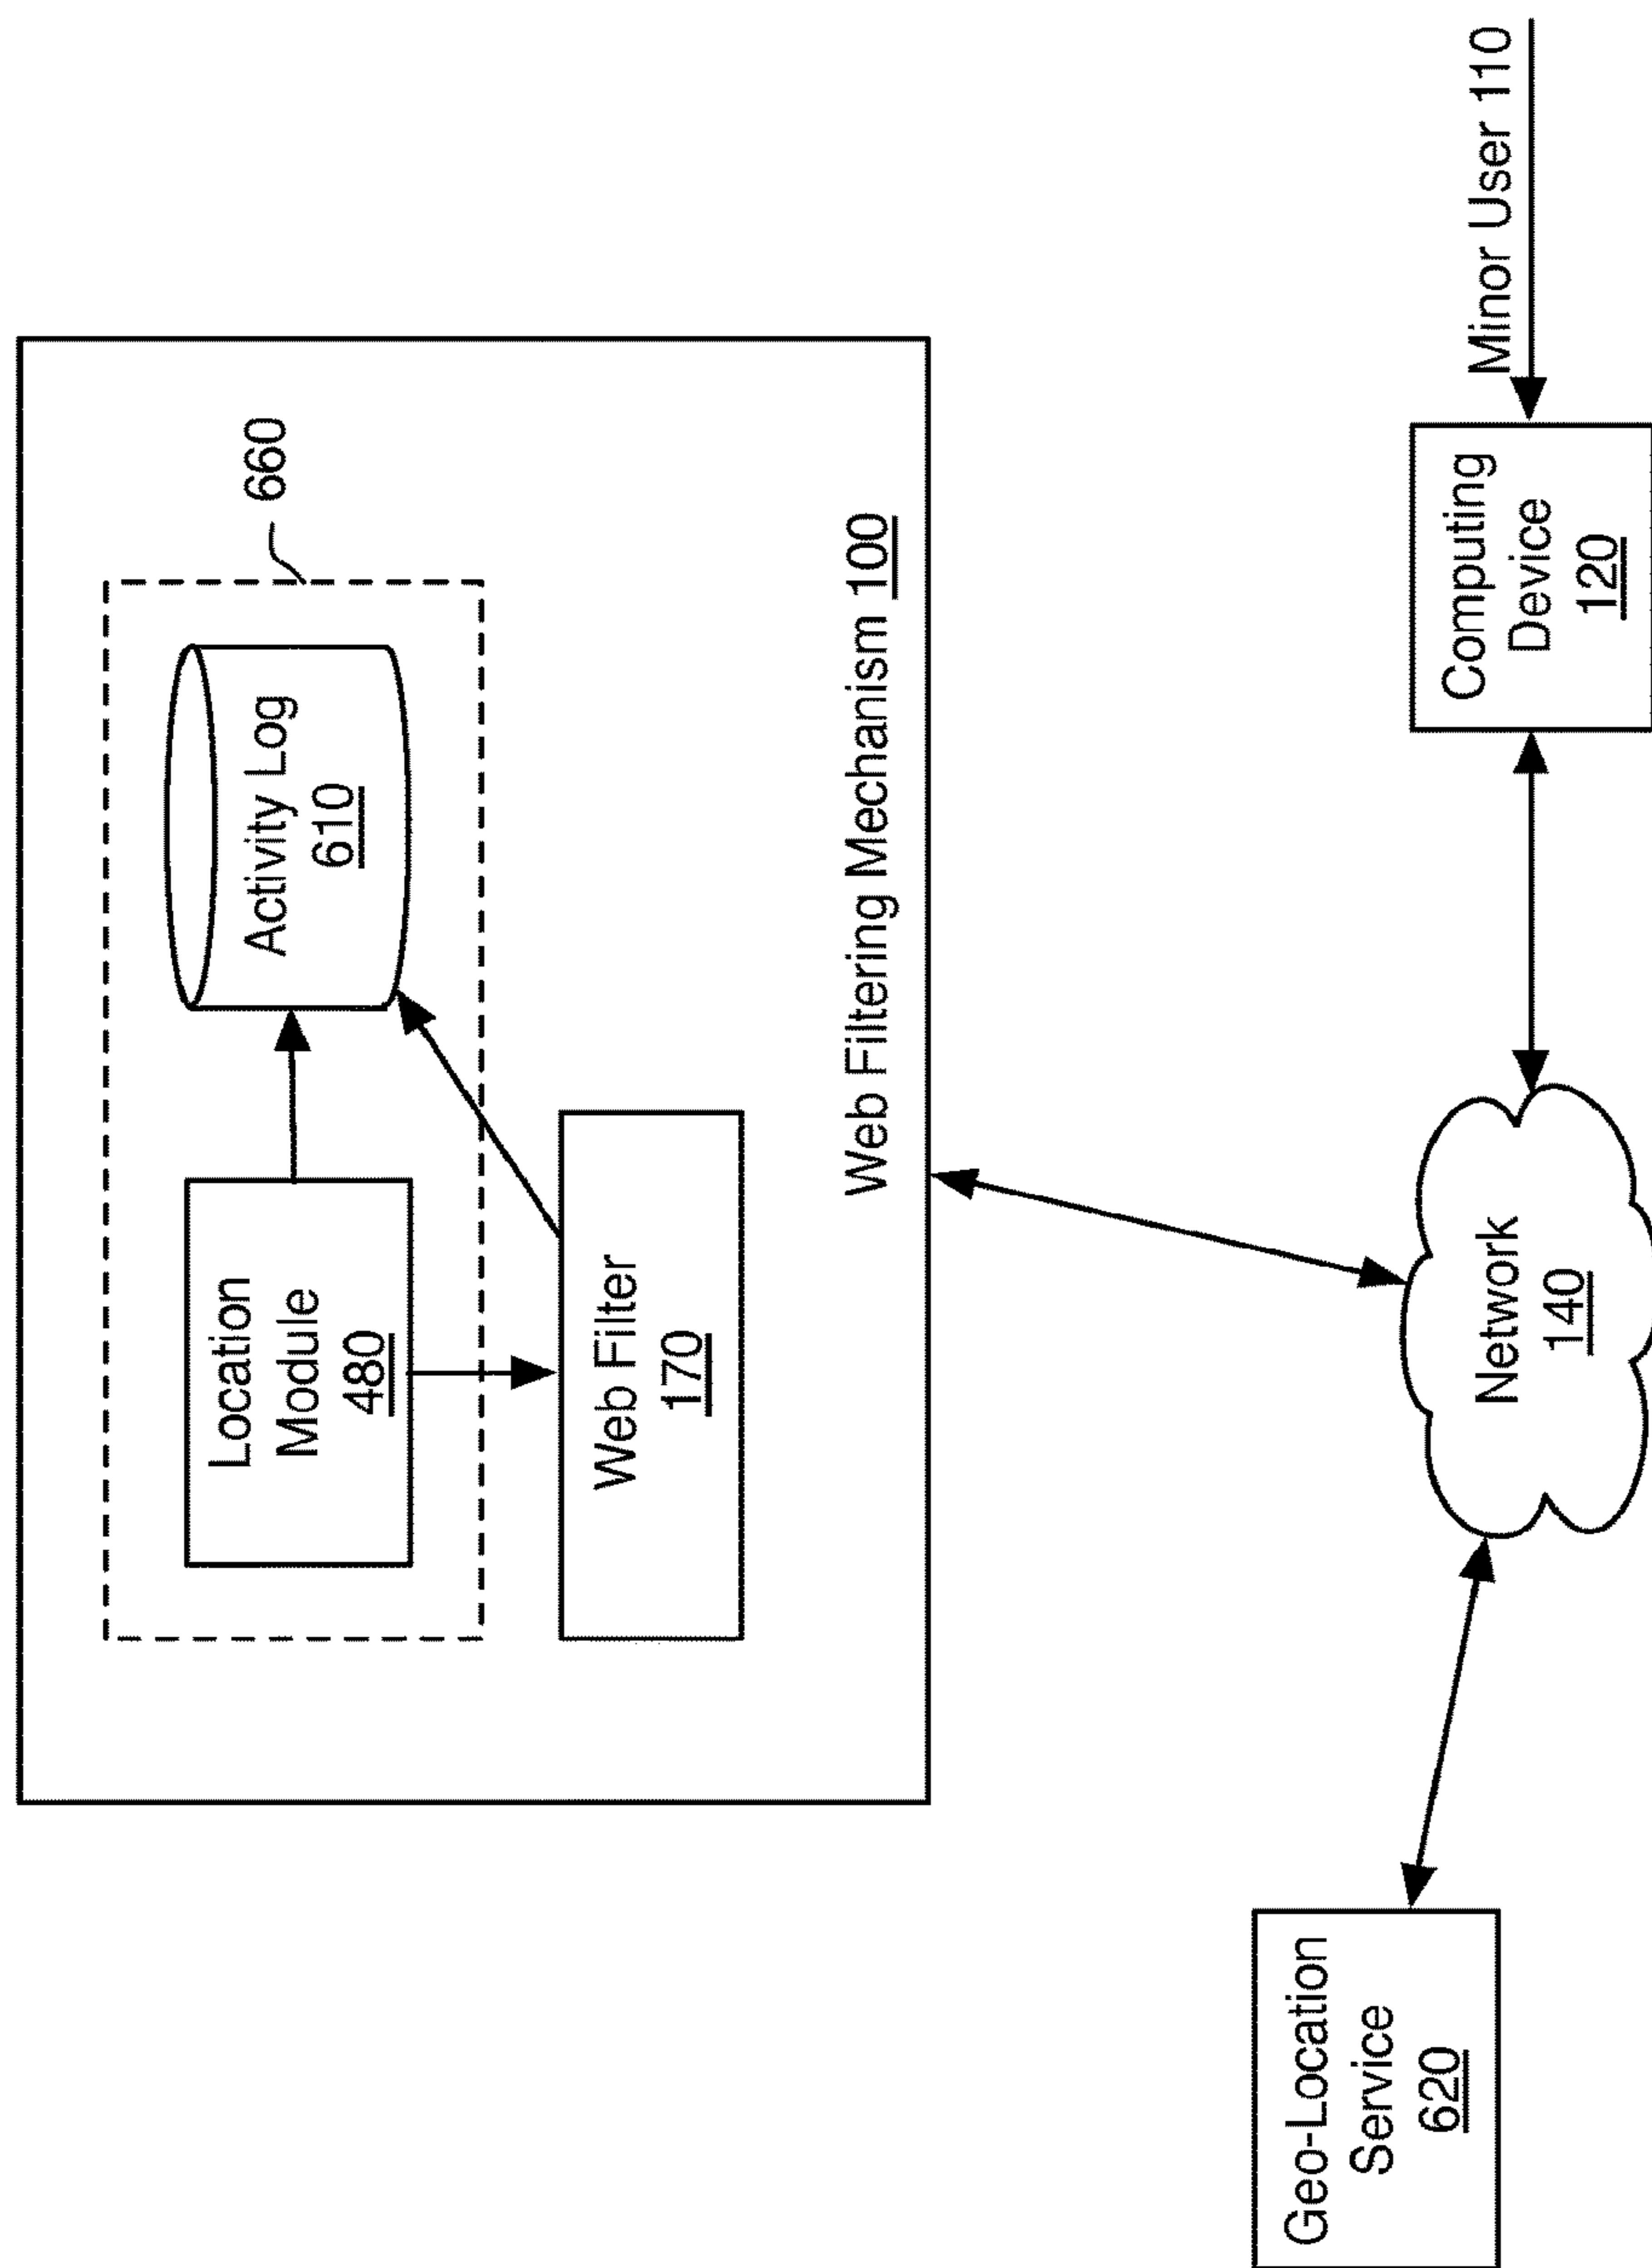 660
Location
Module
480
Activity Log
610
Web Filter
170
Web Filtering Mechanism 100
Geo-Location
Service
620
Network
140
Computing
Device
120
Minor User 110